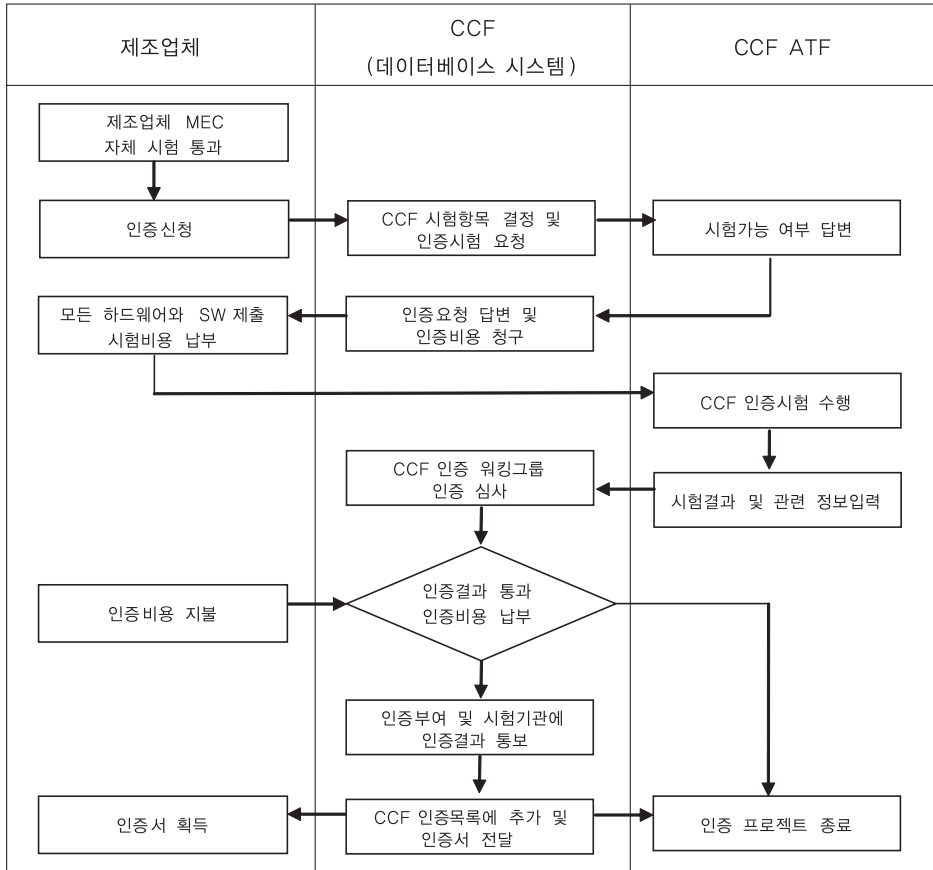 제조업체
CCF
(데이터베이스 시스템)
CCF ATF
제조업체 MEC
자체 시험 통과
인증신청
CCF 시험항목 결정 및
인증시험 요청
시험가능 여부 답변
모든 하드웨어와 SW 제출
시험비용 납부
인증요청 답변 및
인증비용 청구
CCF 인증시험 수행
CCF 인증 워킹그룹
인증 심사
시험결과 및 관련 정보입력
인증비용 지불
인증결과 통과
인증비용 납부
인증부여 및 시험기관에
인증결과 통보
인증서 획득
CCF 인증목록에 추가 및
인증서 전달
인증 프로젝트 종료